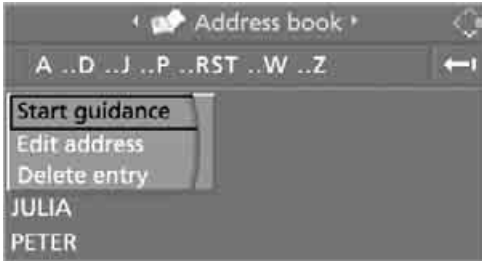 Address book
A ..D ..J ..P ..RST ..W ..Z
Start guidance
Edit address
Delete entry
JULIA
PETER